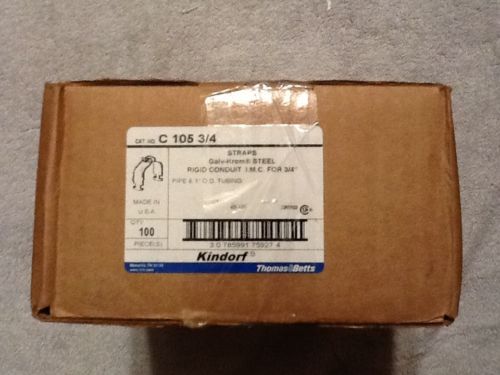 CAT. NO. C 105 3/4
STRAPS
Galv-Krom® STEEL
RIGID CONDUIT I.M.C. FOR 3/4"
PIPE & 1" O.D. TUBING
MADE IN
U.S.A.
QTY.
100
PIECE(S)
3 0 785991 75927 4
Kindorf®
Thomas&Betts